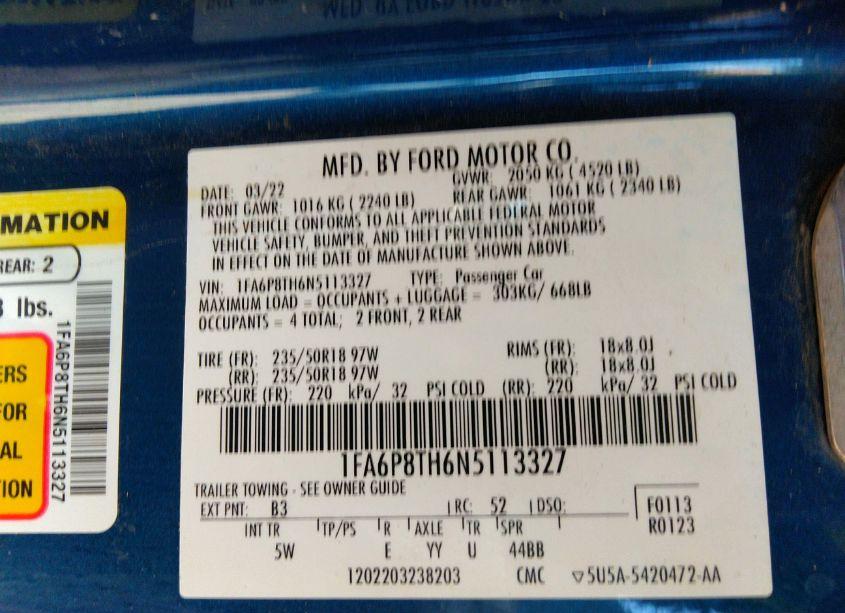 MFD. BY FORD MOTOR CO.
DATE: 03/22 GVWR: 2050 KG ( 4520 LB)
FRONT GAWR: 1016 KG ( 2240 LB) REAR GAWR: 1061 KG ( 2340 LB)
THIS VEHICLE CONFORMS TO ALL APPLICABLE FEDERAL MOTOR
VEHICLE SAFETY, BUMPER, AND THEFT PREVENTION STANDARDS
IN EFFECT ON THE DATE OF MANUFACTURE SHOWN ABOVE.
VIN: 1FA6P8TH6N5113327 TYPE: Passenger Car
MAXIMUM LOAD = OCCUPANTS + LUGGAGE = 303KG/ 668LB
OCCUPANTS = 4 TOTAL; 2 FRONT, 2 REAR
TIRE (FR): 235/50R18 97W RIMS (FR): 18x8.0J
(RR): 235/50R18 97W (RR): 18x8.0J
PRESSURE (FR): 220 kPa/ 32 PSI COLD (RR): 220 kPa/ 32 PSI COLD
1FA6P8TH6N5113327
TRAILER TOWING - SEE OWNER GUIDE
EXT PNT: B3 RC: 52 DSO: F0113
R0123
INT TR TP/PS R AXLE TR SPR
5W E YY U 44BB
1202203238203 CMC ▽5U5A-5420472-AA
MATION
REAR: 2
lbs.
1FA6P8TH6N5113327
ERS
FOR
AL
TION